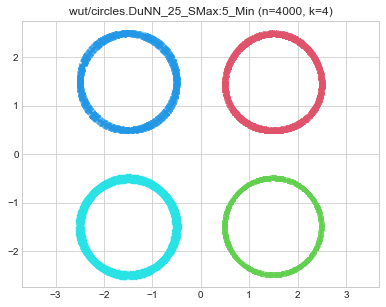 wut/circles.DuNN_25_SMax:5_Min (n=4000, k=4)
2
1
0
−1
−2
−3 −2 −1 0 1 2 3